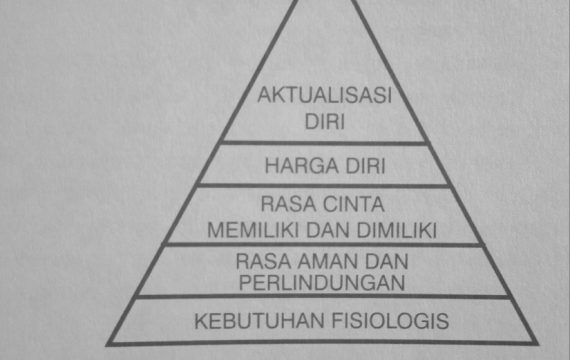 AKTUALISASI
DIRI
HARGA DIRI
RASA CINTA
MEMILIKI DAN DIMILIKI
RASA AMAN DAN
PERLINDUNGAN
KEBUTUHAN FISIOLOGIS